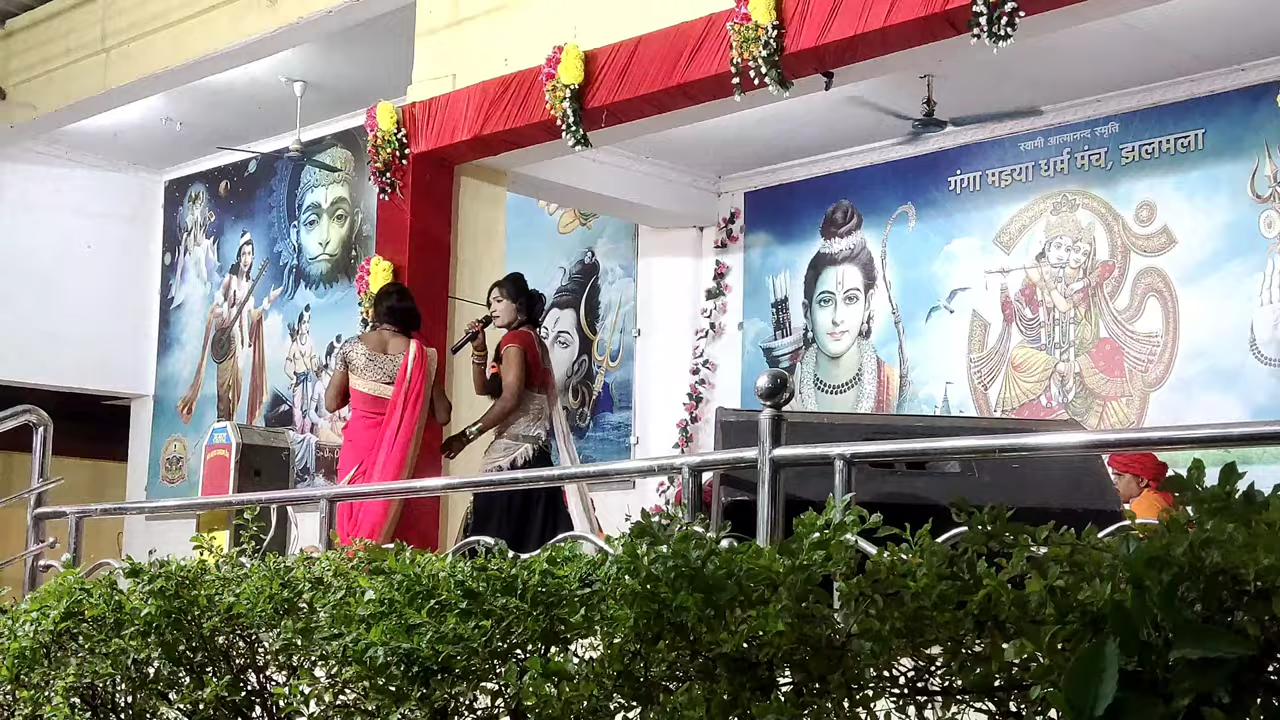 स्वामी आत्मानन्द स्मृति
गंगा मइया धर्म मंच, झलमला